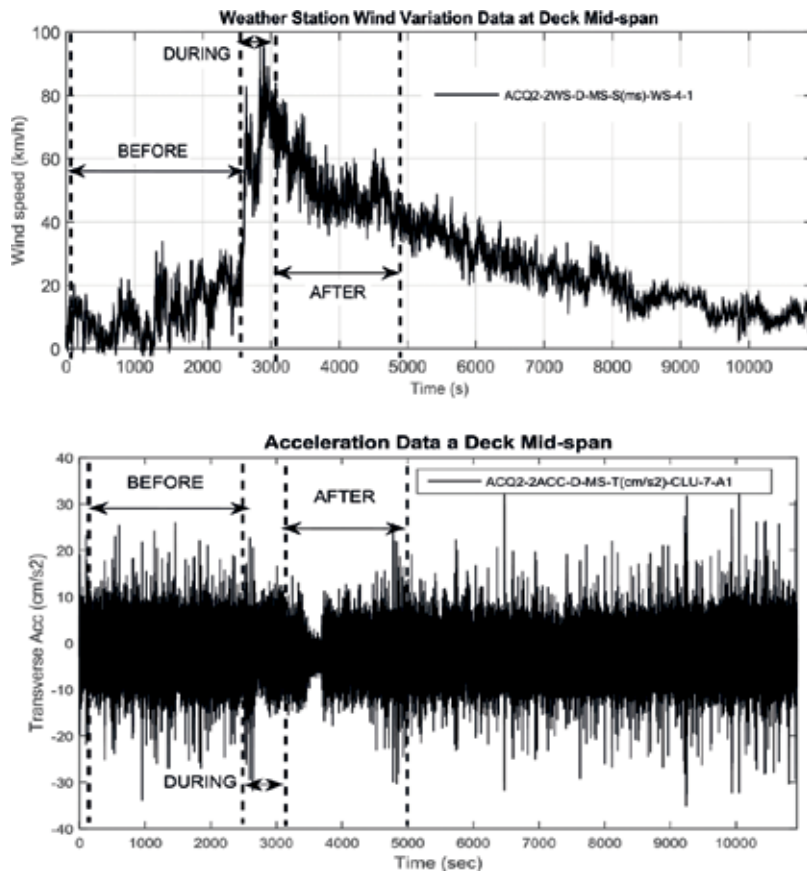 Weather Station Wind Variation Data at Deck Mid-span
100
80
60
40
20
0
Wind speed (km/h)
DURING
BEFORE
AFTER
ACQ2-2WS-D-MS-S(ms)-WS-4-1
0 1000 2000 3000 4000 5000 6000 7000 8000 9000 10000
Time (s)
Acceleration Data a Deck Mid-span
40
30
20
10
0
-10
-20
-30
-40
Transverse Acc (cm/s2)
BEFORE
AFTER
DURING
ACQ2-2ACC-D-MS-T(cm/s2)-CLU-7-A1
0 1000 2000 3000 4000 5000 6000 7000 8000 9000 10000
Time (sec)